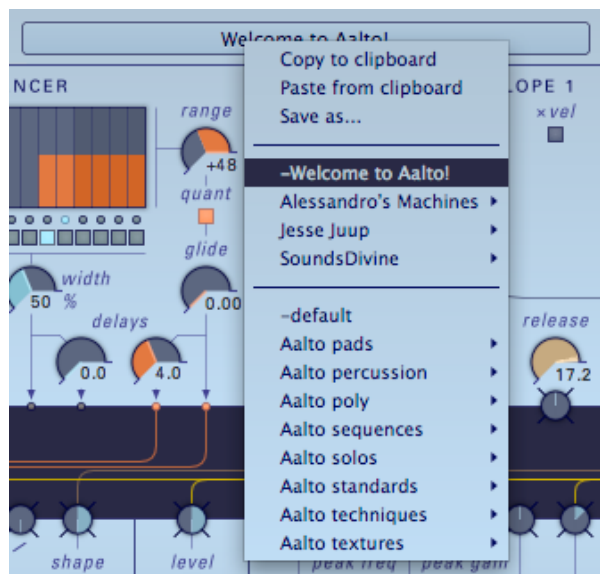 Welcome to Aalto!
Copy to clipboard
Paste from clipboard
Save as...
–Welcome to Aalto!
Alessandro's Machines
Jesse Juup
SoundsDivine
–default
Aalto pads
Aalto percussion
Aalto poly
Aalto sequences
Aalto solos
Aalto standards
Aalto techniques
Aalto textures
NCER
range
+48
quant
glide
0.00
width
50 %
delays
0.0
4.0
LOPE 1
×vel
release
17.2
shape
level
peak freq
peak gain